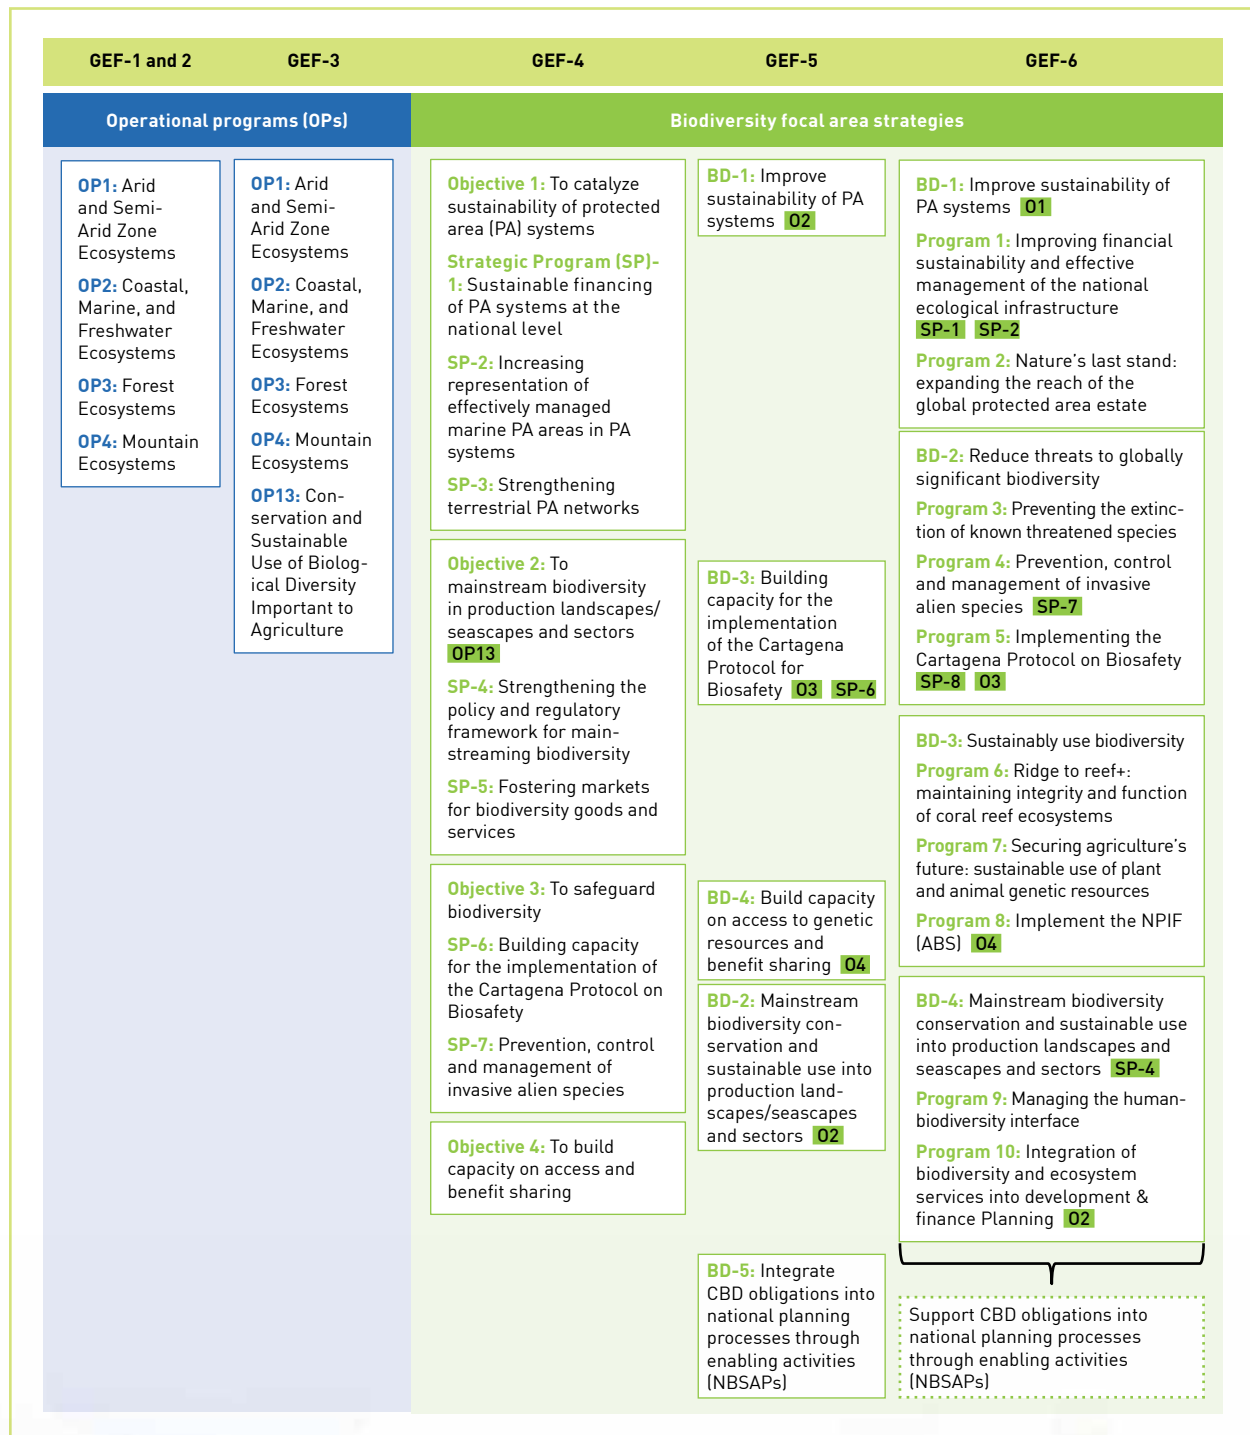 GEF-1 and 2
GEF-3
GEF-4
GEF-5
GEF-6
Operational programs (OPs)
Biodiversity focal area strategies
OP1: Arid
and Semi-
Arid Zone
Ecosystems
OP2: Coastal,
Marine, and
Freshwater
Ecosystems
OP3: Forest
Ecosystems
OP4: Mountain
Ecosystems
OP1: Arid
and Semi-
Arid Zone
Ecosystems
OP2: Coastal,
Marine, and
Freshwater
Ecosystems
OP3: Forest
Ecosystems
OP4: Mountain
Ecosystems
OP13: Con-
servation and
Sustainable
Use of Biolog-
ical Diversity
Important to
Agriculture
Objective 1: To catalyze
sustainability of protected
area (PA) systems
Strategic Program (SP)-
1: Sustainable financing
of PA systems at the
national level
SP-2: Increasing
representation of
effectively managed
marine PA areas in PA
systems
SP-3: Strengthening
terrestrial PA networks
Objective 2: To
mainstream biodiversity
in production landscapes/
seascapes and sectors
OP13
SP-4: Strengthening the
policy and regulatory
framework for main-
streaming biodiversity
SP-5: Fostering markets
for biodiversity goods and
services
Objective 3: To safeguard
biodiversity
SP-6: Building capacity
for the implementation of
the Cartagena Protocol on
Biosafety
SP-7: Prevention, control
and management of
invasive alien species
Objective 4: To build
capacity on access and
benefit sharing
BD-1: Improve
sustainability of PA
systems O2
BD-3: Building
capacity for the
implementation
of the Cartagena
Protocol for
Biosafety O3 SP-6
BD-4: Build capacity
on access to genetic
resources and
benefit sharing O4
BD-2: Mainstream
biodiversity con-
servation and
sustainable use into
production land-
scapes/seascapes
and sectors O2
BD-5: Integrate
CBD obligations into
national planning
processes through
enabling activities
(NBSAPs)
BD-1: Improve sustainability of
PA systems O1
Program 1: Improving financial
sustainability and effective
management of the national
ecological infrastructure
SP-1 SP-2
Program 2: Nature's last stand:
expanding the reach of the
global protected area estate
BD-2: Reduce threats to globally
significant biodiversity
Program 3: Preventing the extinc-
tion of known threatened species
Program 4: Prevention, control
and management of invasive
alien species SP-7
Program 5: Implementing the
Cartagena Protocol on Biosafety
SP-8 O3
BD-3: Sustainably use biodiversity
Program 6: Ridge to reef+:
maintaining integrity and function
of coral reef ecosystems
Program 7: Securing agriculture's
future: sustainable use of plant
and animal genetic resources
Program 8: Implement the NPIF
(ABS) O4
BD-4: Mainstream biodiversity
conservation and sustainable use
into production landscapes and
seascapes and sectors SP-4
Program 9: Managing the human-
biodiversity interface
Program 10: Integration of
biodiversity and ecosystem
services into development &
finance Planning O2
Support CBD obligations into
national planning processes
through enabling activities
(NBSAPs)